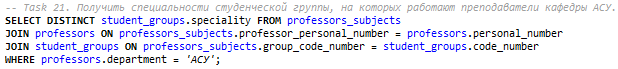 -- Task 21. Получить специальности студенческой группы, на которых работают преподаватели кафедры АСУ.
SELECT DISTINCT student_groups.speciality FROM professors_subjects
JOIN professors ON professors_subjects.professor_personal_number = professors.personal_number
JOIN student_groups ON professors_subjects.group_code_number = student_groups.code_number
WHERE professors.department = 'АСУ';